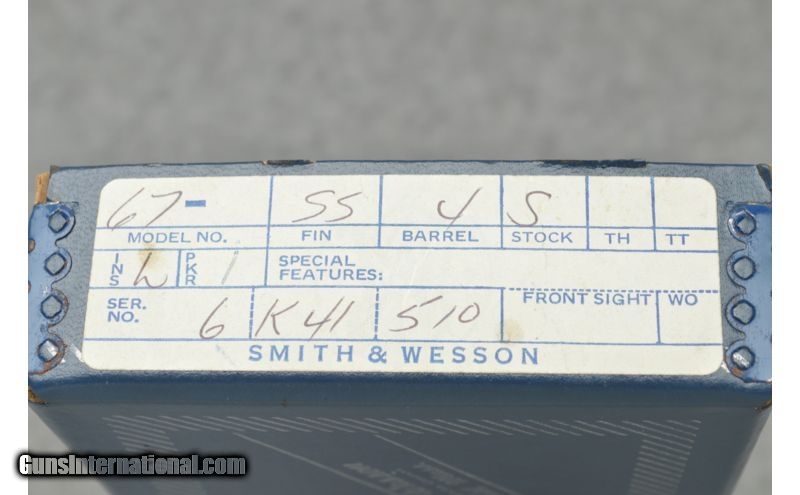 67- SS 4 S
MODEL NO. FIN BARREL STOCK TH TT
INS h PKR 1 SPECIAL FEATURES:
SER. NO. 6 K41 510 FRONT SIGHT WO
SMITH & WESSON
GunsInternational.com